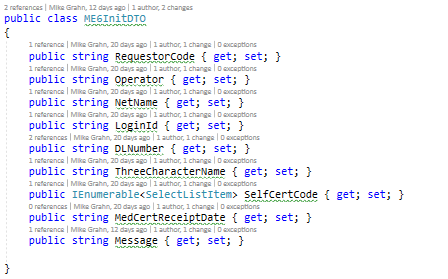 2 references | Mike Grahn, 12 days ago | 1 author, 2 changes
public class ME6InitDTO
{
1 reference | Mike Grahn, 20 days ago | 1 author, 1 change | 0 exceptions
public string RequestorCode { get; set; }
1 reference | Mike Grahn, 20 days ago | 1 author, 1 change | 0 exceptions
public string Operator { get; set; }
1 reference | Mike Grahn, 20 days ago | 1 author, 1 change | 0 exceptions
public string NetName { get; set; }
1 reference | Mike Grahn, 20 days ago | 1 author, 1 change | 0 exceptions
public string LoginId { get; set; }
2 references | Mike Grahn, 20 days ago | 1 author, 1 change | 0 exceptions
public string DLNumber { get; set; }
1 reference | Mike Grahn, 20 days ago | 1 author, 1 change | 0 exceptions
public string ThreeCharacterName { get; set; }
1 reference | Mike Grahn, 20 days ago | 1 author, 1 change | 0 exceptions
public IEnumerable<SelectListItem> SelfCertCode { get; set; }
0 references | Mike Grahn, 20 days ago | 1 author, 1 change | 0 exceptions
public string MedCertReceiptDate { get; set; }
1 reference | Mike Grahn, 12 days ago | 1 author, 1 change | 0 exceptions
public string Message { get; set; }
}